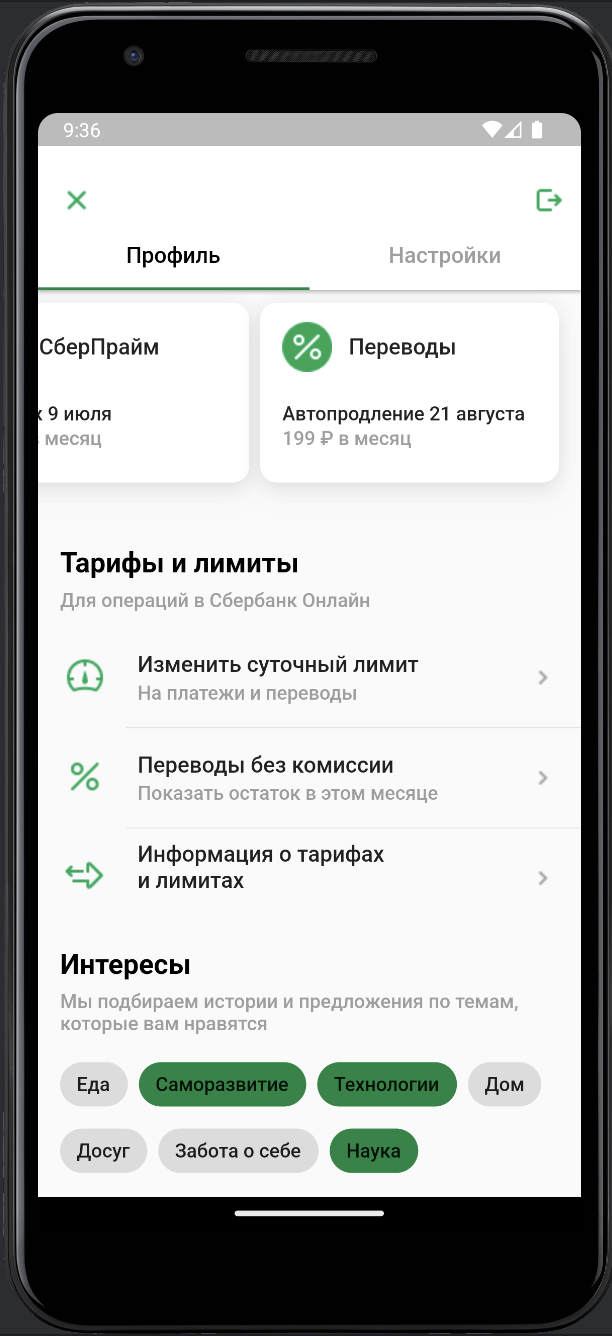 9:36
Профиль
Настройки
СберПрайм
Переводы
9 июля
Автопродление 21 августа
месяц
199 ₽ в месяц
Тарифы и лимиты
Для операций в Сбербанк Онлайн
Изменить суточный лимит
На платежи и переводы
Переводы без комиссии
Показать остаток в этом месяце
Информация о тарифах
и лимитах
Интересы
Мы подбираем истории и предложения по темам,
которые вам нравятся
Еда Саморазвитие Технологии Дом
Досуг Забота о себе Наука